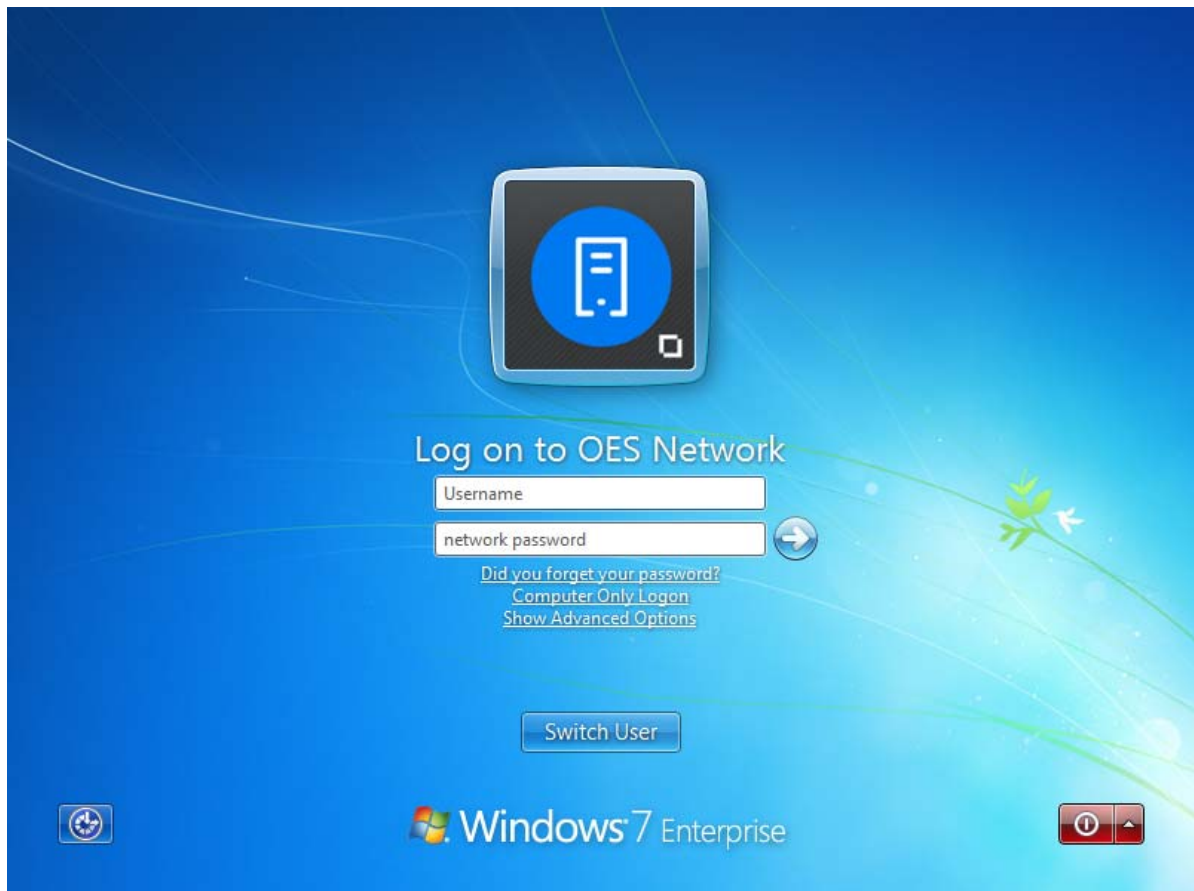 Log on to OES Network
Username
network password
Did you forget your password?
Computer Only Logon
Show Advanced Options
Switch User
Windows 7 Enterprise